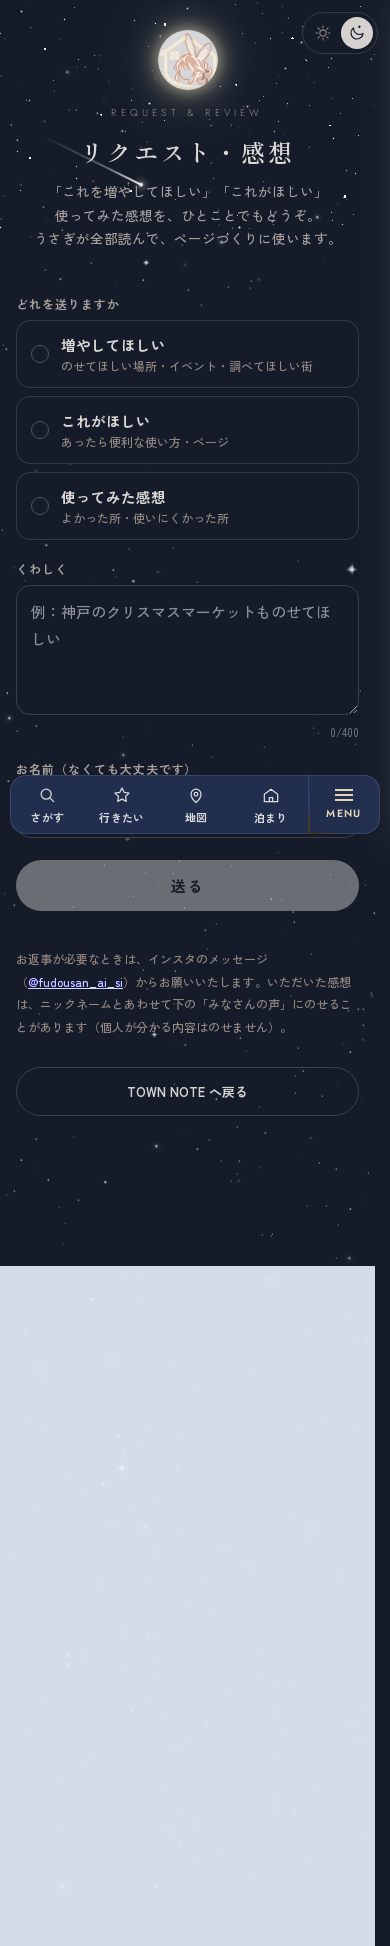 REQUEST & REVIEW
リクエスト・感想
「これを増やしてほしい」「これがほしい」
使ってみた感想を、ひとことでもどうぞ。
うさぎが全部読んで、ページづくりに使います。
どれを送りますか
増やしてほしい
のせてほしい場所・イベント・調べてほしい街
これがほしい
あったら便利な使い方・ページ
使ってみた感想
よかった所・使いにくかった所
くわしく
例：神戸のクリスマスマーケットものせてほ
しい
0/400
お名前（なくても大丈夫です）
さがす
行きたい
地図
泊まり
MENU
送る
お返事が必要なときは、インスタのメッセージ
（@fudousan_ai_si）からお願いいたします。いただいた感想
は、ニックネームとあわせて下の「みなさんの声」にのせるこ
とがあります（個人が分かる内容はのせません）。
TOWN NOTE へ戻る